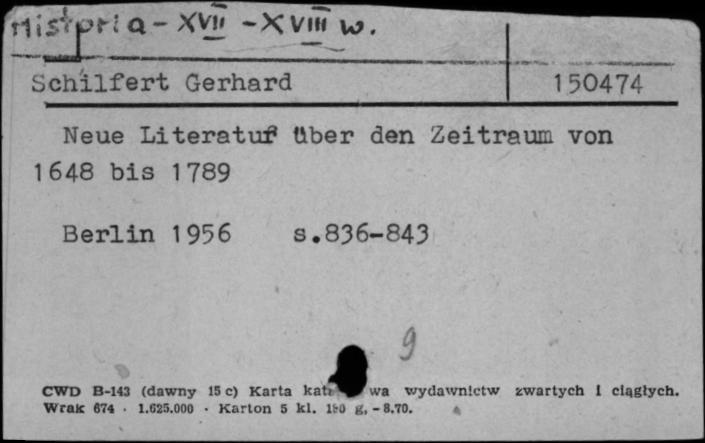 Historia - XVII - XVIII w.
Schilfert Gerhard 150474
Neue Literatur über den Zeitraum von
1648 bis 1789
Berlin 1956 s.836-843
9
CWD B-143 (dawny 15 c) Karta kat wa wydawnictw zwartych i ciągłych.
Wrak 674 · 1.625.000 · Karton 5 kl. g, - 8.70.